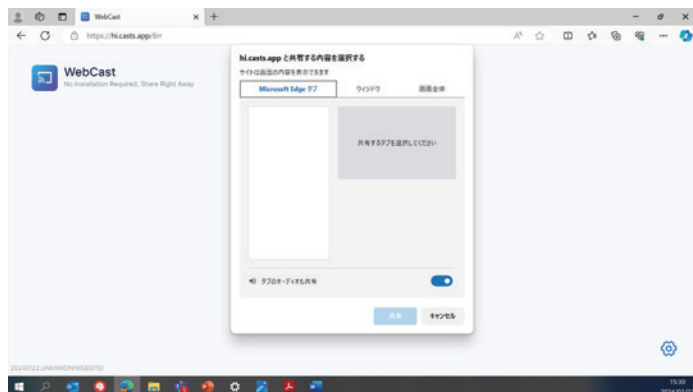 WebCast
https://hi.casts.app
hi.casts.app と共有する内容を選択する
サイトは画面の内容を表示できます
WebCast
No Installation Required, Share Right Away
Microsoft Edge タブ
ウィンドウ
画面全体
共有するタブを選択してください
タブのオーディオも共有
共有
キャンセル
15:30